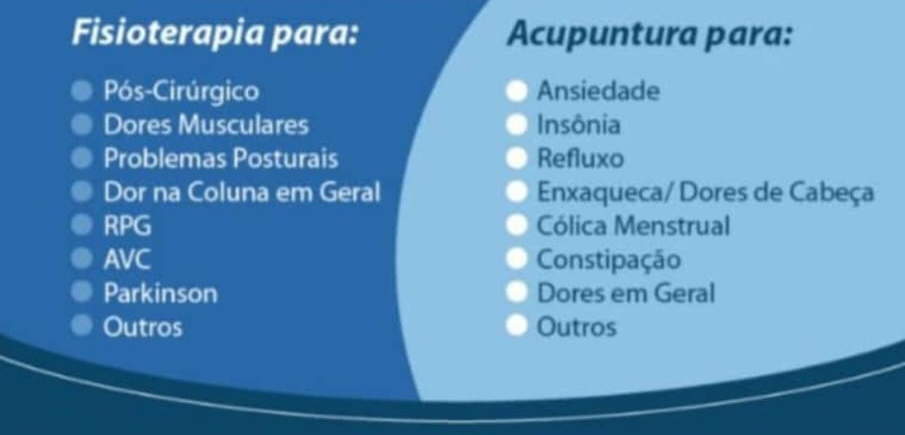 Fisioterapia para:
Pós-Cirúrgico
Dores Musculares
Problemas Posturais
Dor na Coluna em Geral
RPG
AVC
Parkinson
Outros
Acupuntura para:
Ansiedade
Insônia
Refluxo
Enxaqueca/ Dores de Cabeça
Cólica Menstrual
Constipação
Dores em Geral
Outros